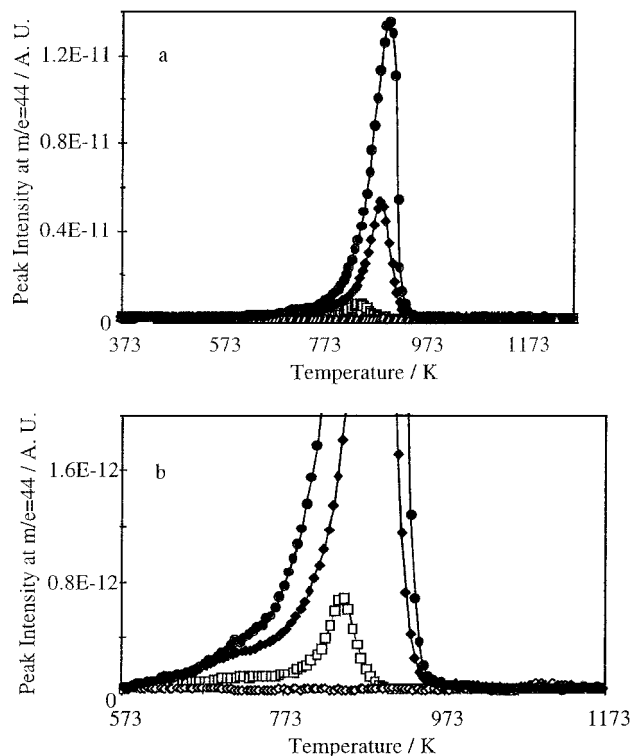 Peak Intensity at m/e=44 / A. U.
a
1.2E-11
0.8E-11
0.4E-11
0
373 573 773 973 1173
Temperature / K
Peak Intensity at m/e=44 / A. U.
b
1.6E-12
0.8E-12
0
573 773 973 1173
Temperature / K